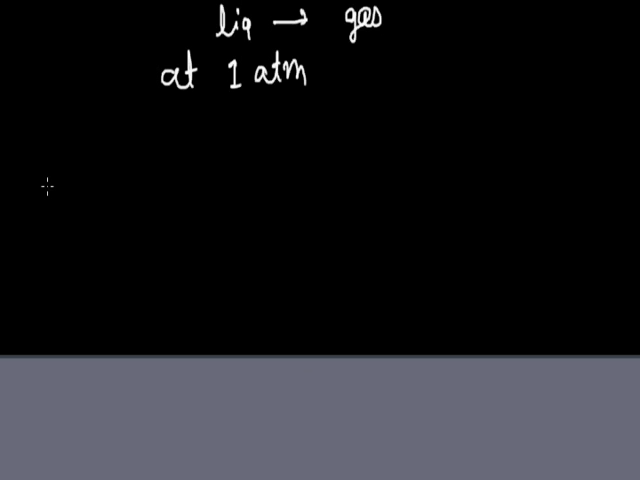 liq → gas
at 1 atm